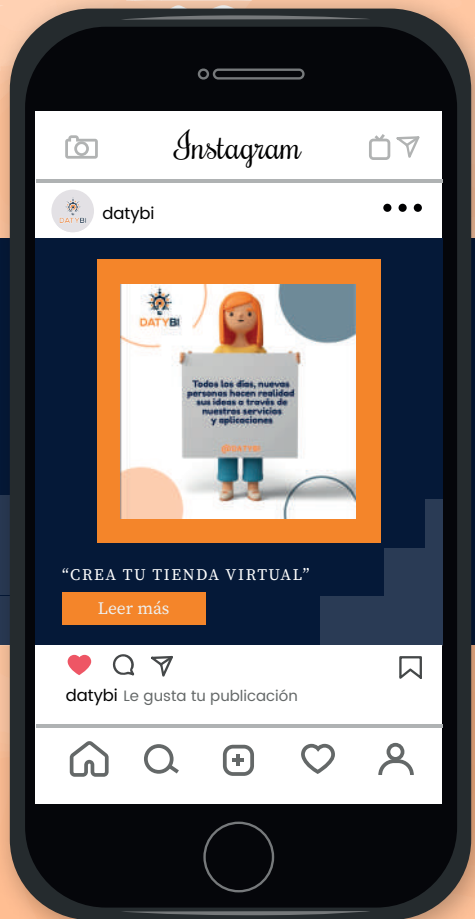 Instagram
datybi
DATYBI
DATYBI
Todos los días, nuevas
personas hacen realidad
sus ideas a través de
nuestros servicios
y aplicaciones
@DATYBI
“CREA TU TIENDA VIRTUAL”
Leer más
datybi Le gusta tu publicación